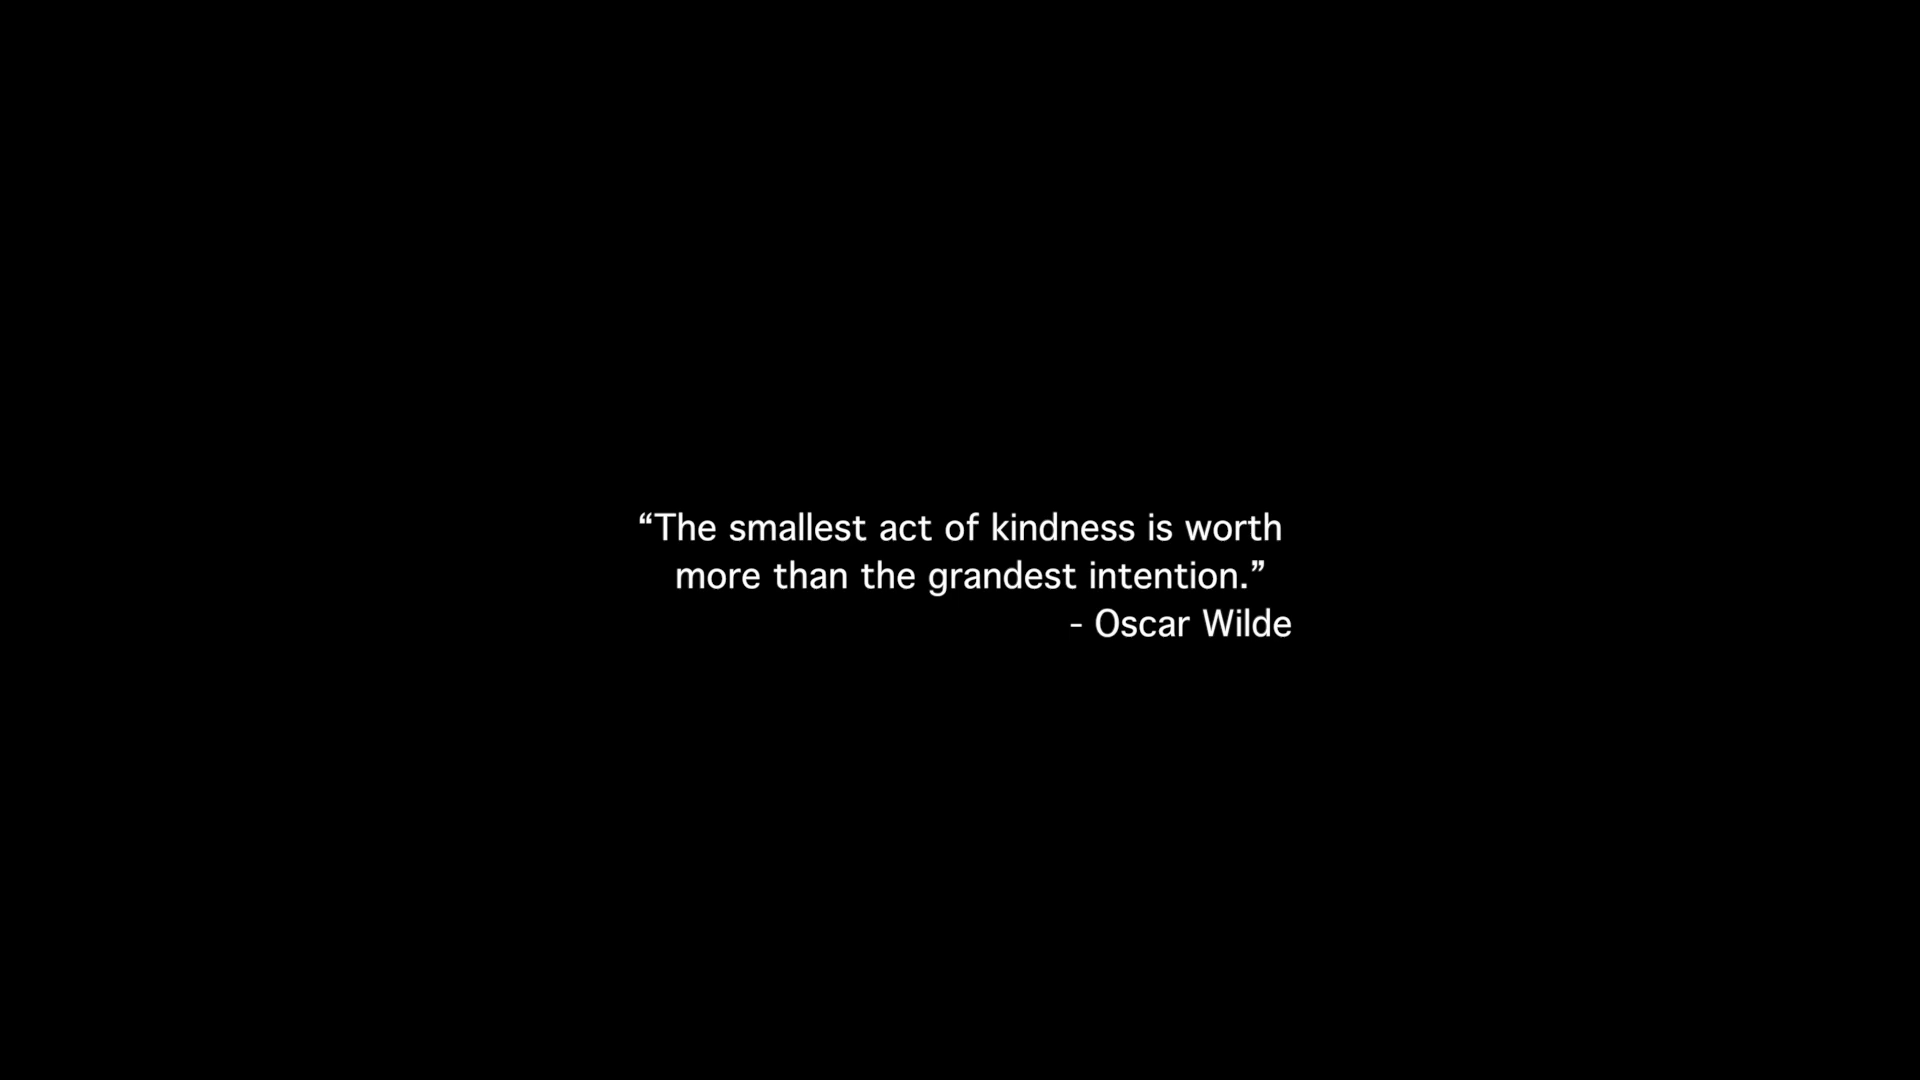 “The smallest act of kindness is worth
more than the grandest intention.”
- Oscar Wilde